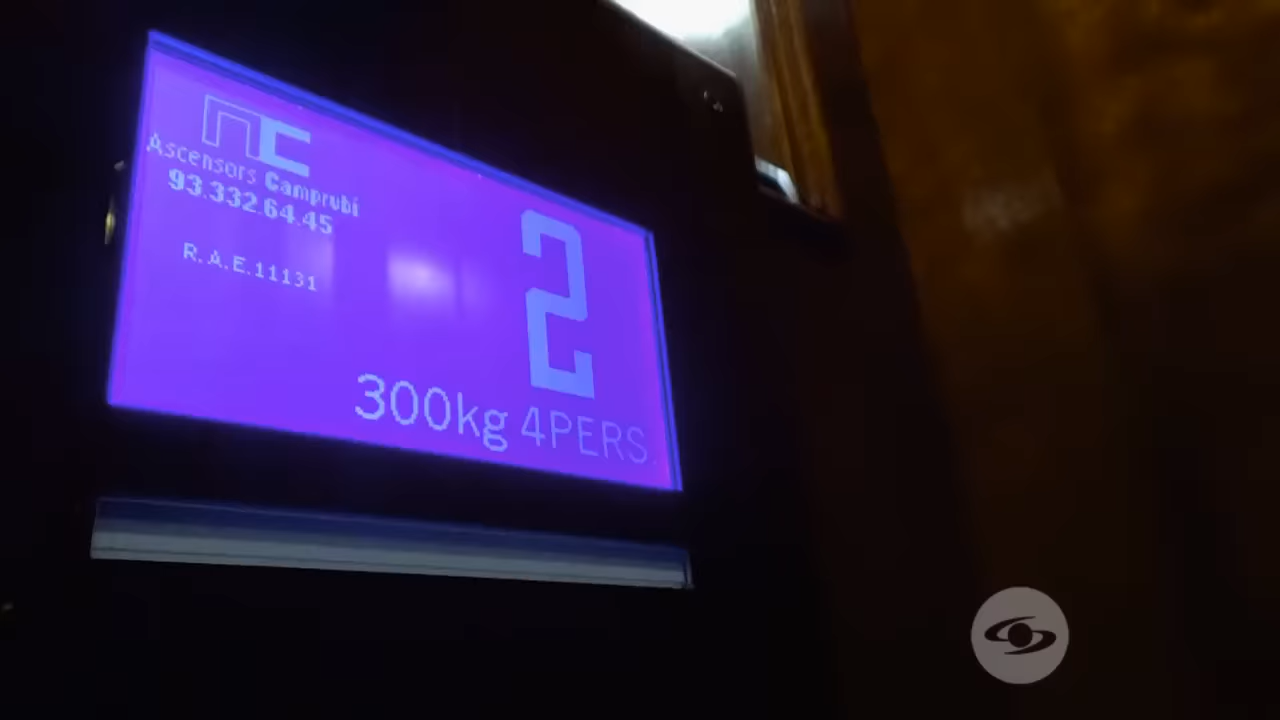 Ascensors Camprubí
93.332.64.45
R.A.E.11131
2
300kg 4PERS.